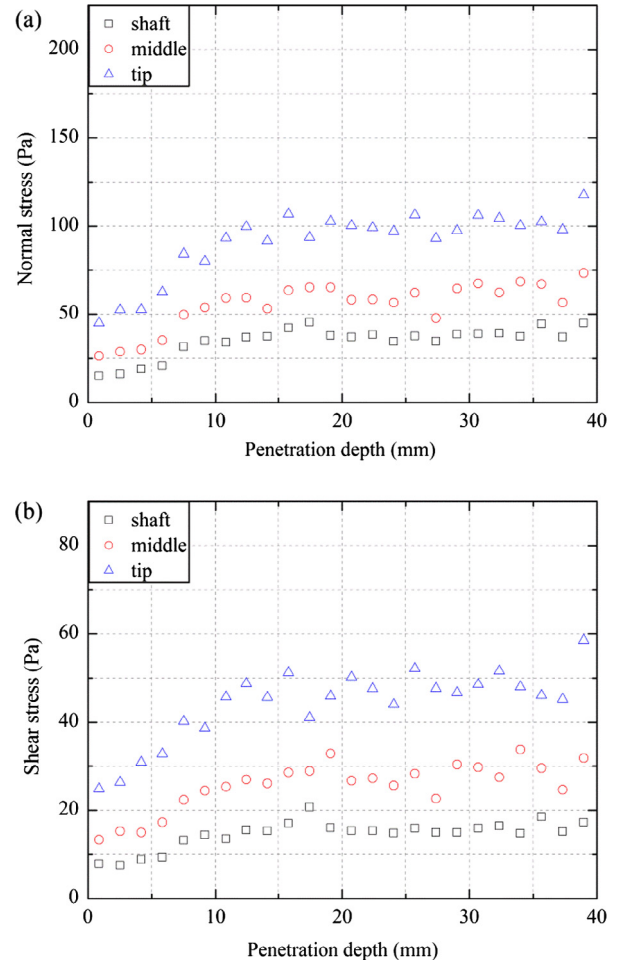 (a)
shaft
middle
tip
200
150
100
50
0
Normal stress (Pa)
0 10 20 30 40
Penetration depth (mm)
(b)
shaft
middle
tip
80
60
40
20
0
Shear stress (Pa)
0 10 20 30 40
Penetration depth (mm)